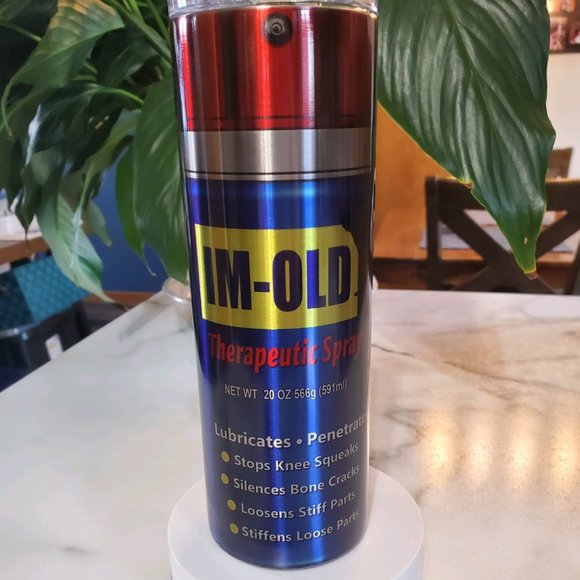 IM-OLD
Therapeutic Spray
NET WT 20 OZ 566g (591ml)
Lubricates • Penetrates
Stops Knee Squeaks
Silences Bone Cracks
Loosens Stiff Parts
Stiffens Loose Parts